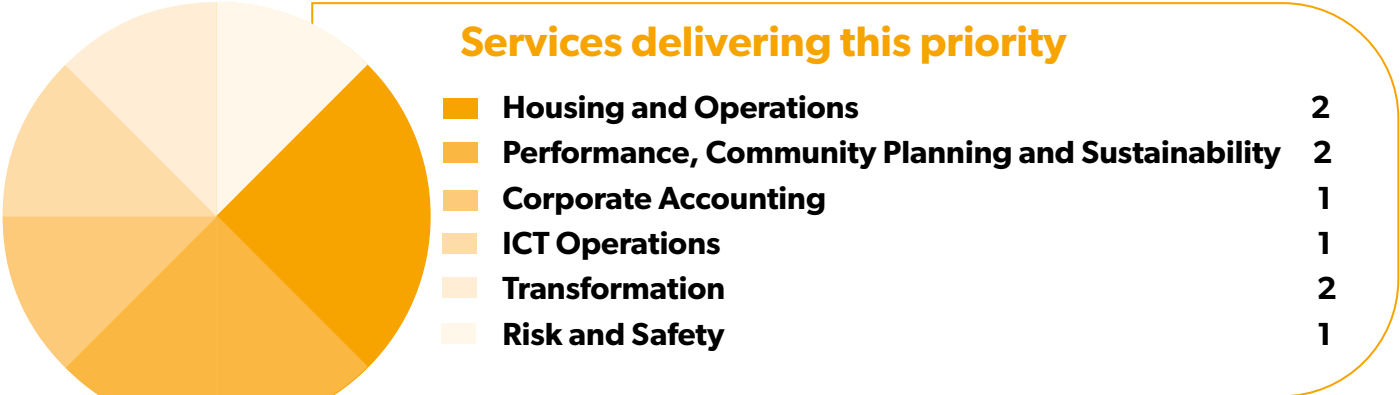 Services delivering this priority
Housing and Operations 2
Performance, Community Planning and Sustainability 2
Corporate Accounting 1
ICT Operations 1
Transformation 2
Risk and Safety 1